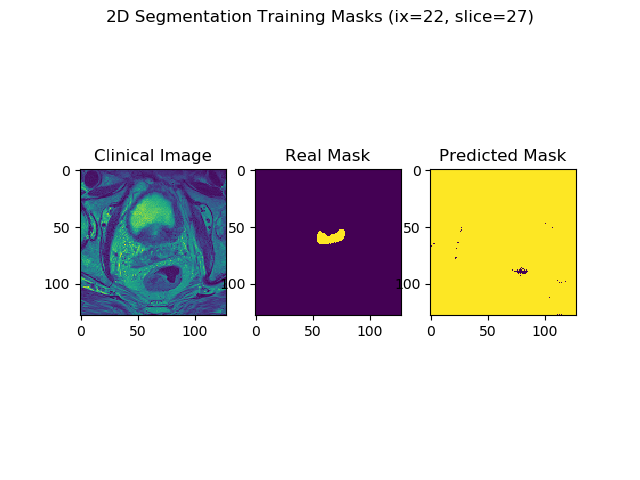 2D Segmentation Training Masks (ix=22, slice=27)
Clinical Image Real Mask Predicted Mask
0 0 0
50 50 50
100 100 100
0 50 100 0 50 100 0 50 100